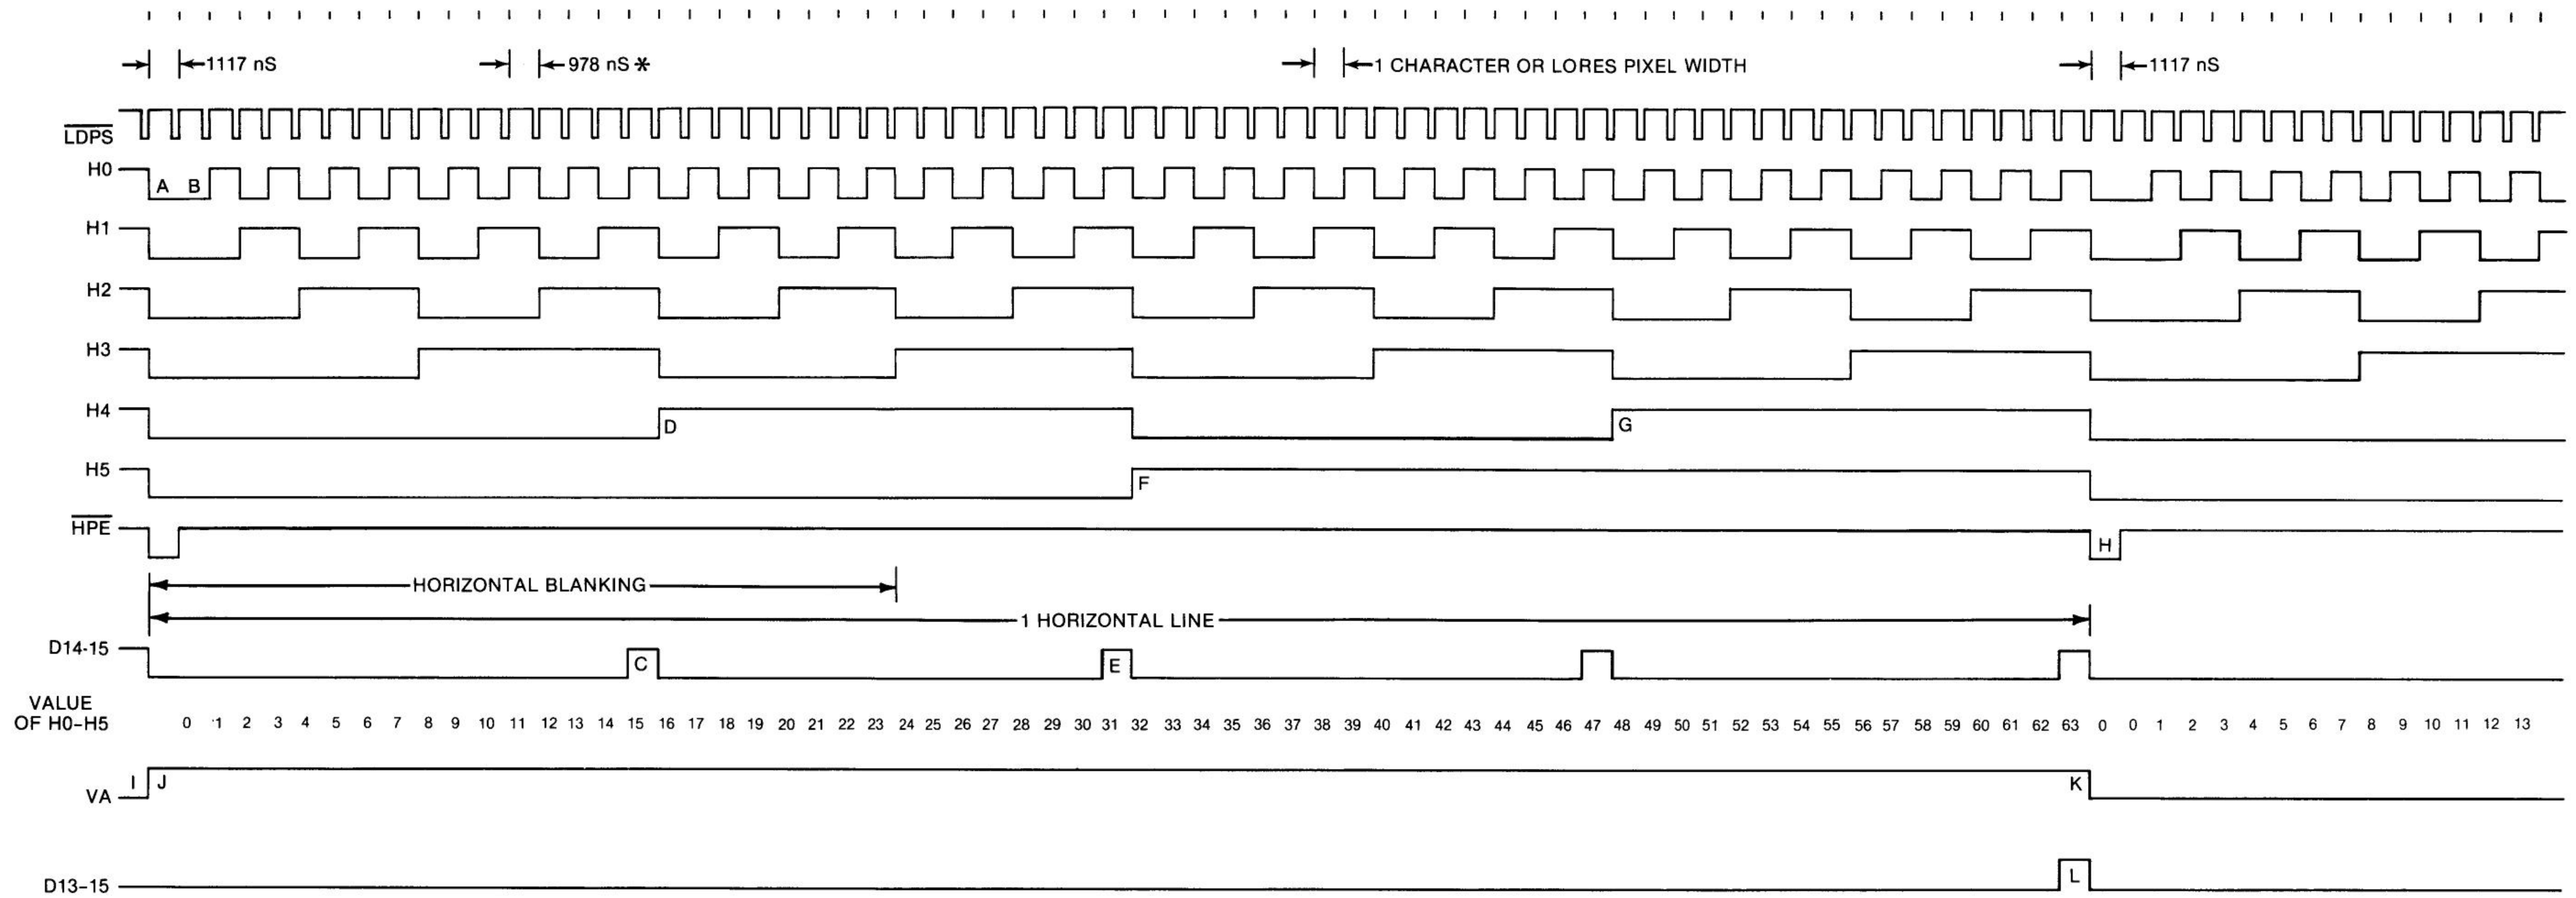 1117 nS
978 nS *
1 CHARACTER OR LORES PIXEL WIDTH
1117 nS
LDPS
H0
A B
H1
H2
H3
H4
D
G
H5
F
HPE
H
HORIZONTAL BLANKING
1 HORIZONTAL LINE
D14-15
C
E
VALUE
OF H0-H5
0 1 2 3 4 5 6 7 8 9 10 11 12 13 14 15 16 17 18 19 20 21 22 23 24 25 26 27 28 29 30 31 32 33 34 35 36 37 38 39 40 41 42 43 44 45 46 47 48 49 50 51 52 53 54 55 56 57 58 59 60 61 62 63 0 0 1 2 3 4 5 6 7 8 9 10 11 12 13
VA
I J
K
D13-15
L